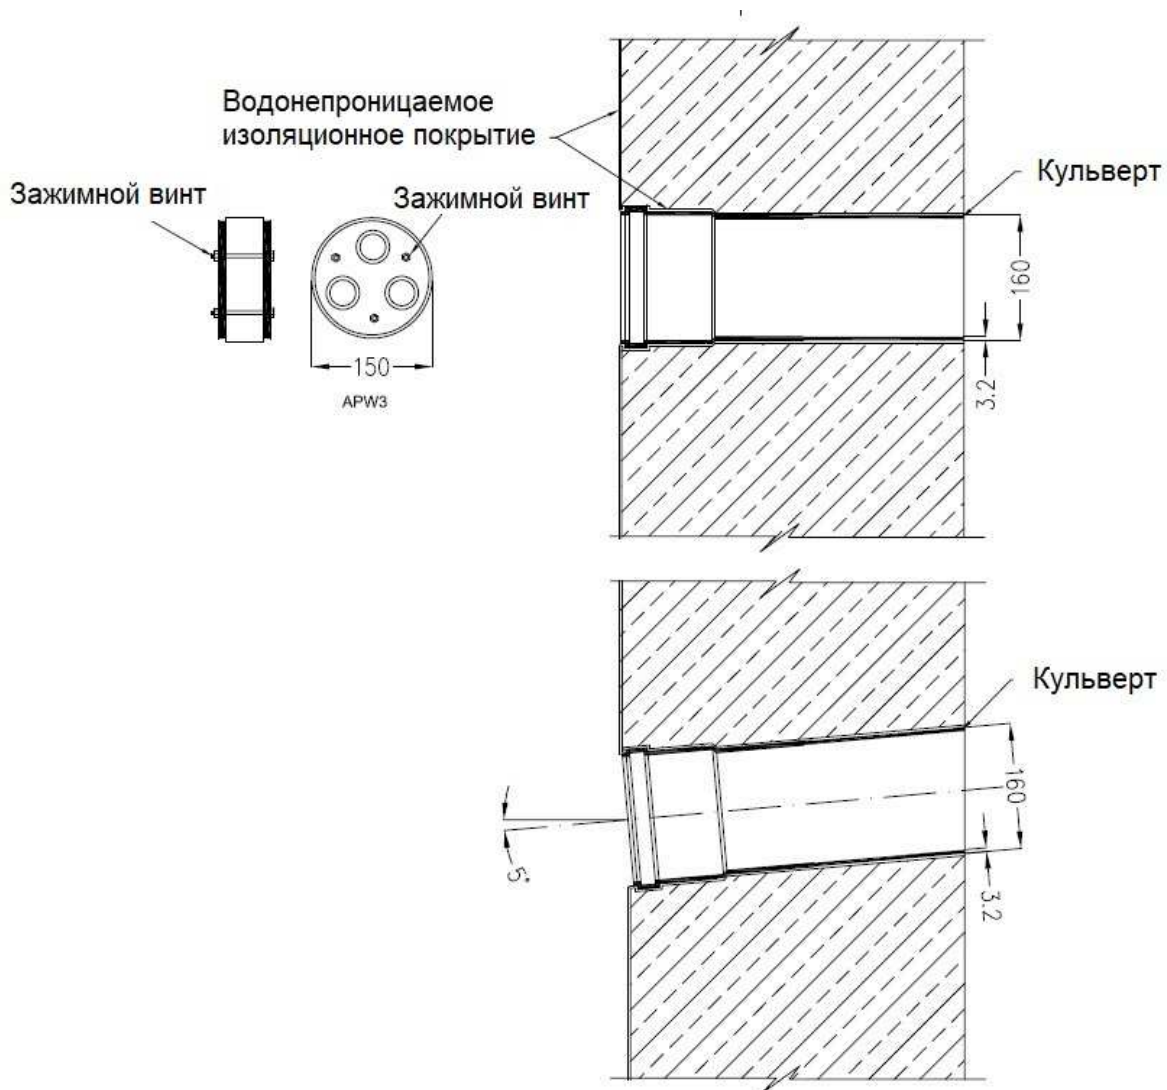 Водонепроницаемое
изоляционное покрытие
Зажимной винт
Зажимной винт
Кульверт
160
3.2
150
APW3
Кульверт
160
5°
3.2